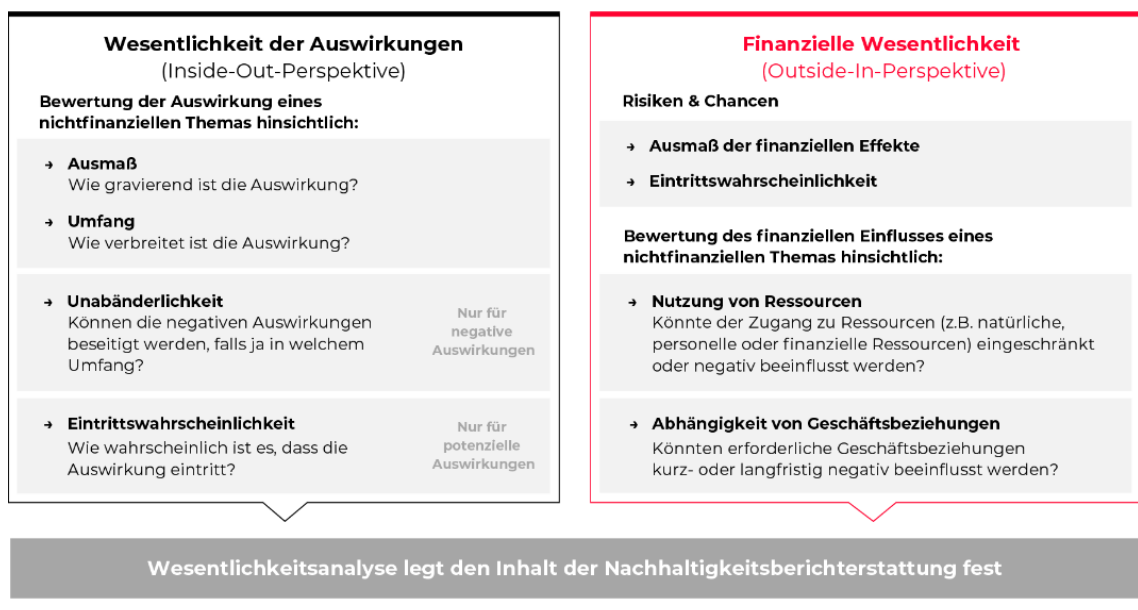 Wesentlichkeit der Auswirkungen
(Inside-Out-Perspektive)
Bewertung der Auswirkung eines
nichtfinanziellen Themas hinsichtlich:
→ Ausmaß
Wie gravierend ist die Auswirkung?
→ Umfang
Wie verbreitet ist die Auswirkung?
→ Unabänderlichkeit
Können die negativen Auswirkungen
beseitigt werden, falls ja in welchem
Umfang?
Nur für
negative
Auswirkungen
→ Eintrittswahrscheinlichkeit
Wie wahrscheinlich ist es, dass die
Auswirkung eintritt?
Nur für
potenzielle
Auswirkungen
Finanzielle Wesentlichkeit
(Outside-In-Perspektive)
Risiken & Chancen
→ Ausmaß der finanziellen Effekte
→ Eintrittswahrscheinlichkeit
Bewertung des finanziellen Einflusses eines
nichtfinanziellen Themas hinsichtlich:
→ Nutzung von Ressourcen
Könnte der Zugang zu Ressourcen (z.B. natürliche,
personelle oder finanzielle Ressourcen) eingeschränkt
oder negativ beeinflusst werden?
→ Abhängigkeit von Geschäftsbeziehungen
Könnten erforderliche Geschäftsbeziehungen
kurz- oder langfristig negativ beeinflusst werden?
Wesentlichkeitsanalyse legt den Inhalt der Nachhaltigkeitsberichterstattung fest